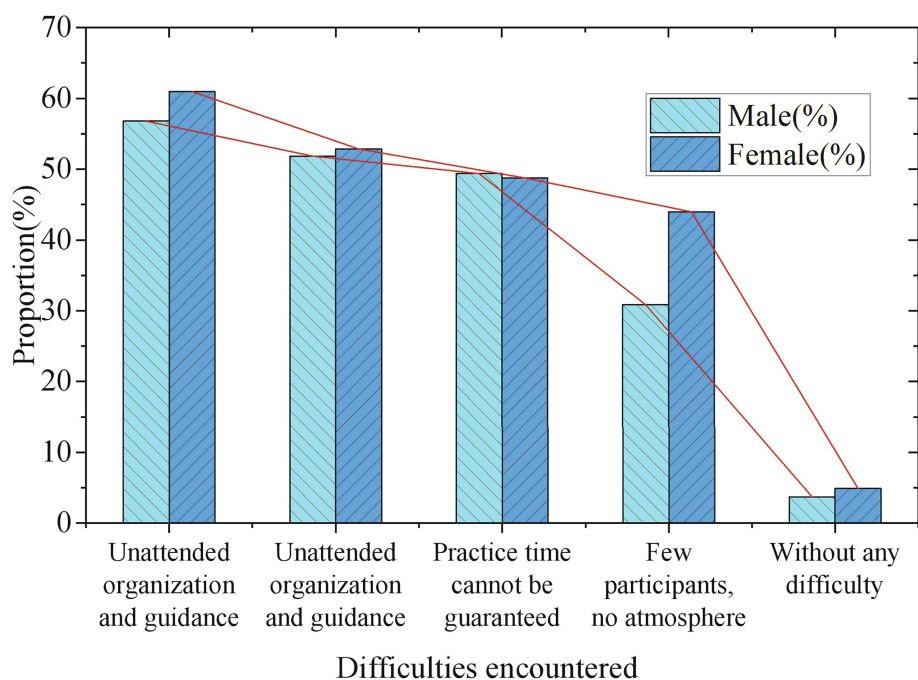 70
60
50
40
30
20
10
0
Proportion(%)
Male(%)
Female(%)
Unattended
organization
and guidance
Unattended
organization
and guidance
Practice time
cannot be
guaranteed
Few
participants,
no atmosphere
Without any
difficulty
Difficulties encountered